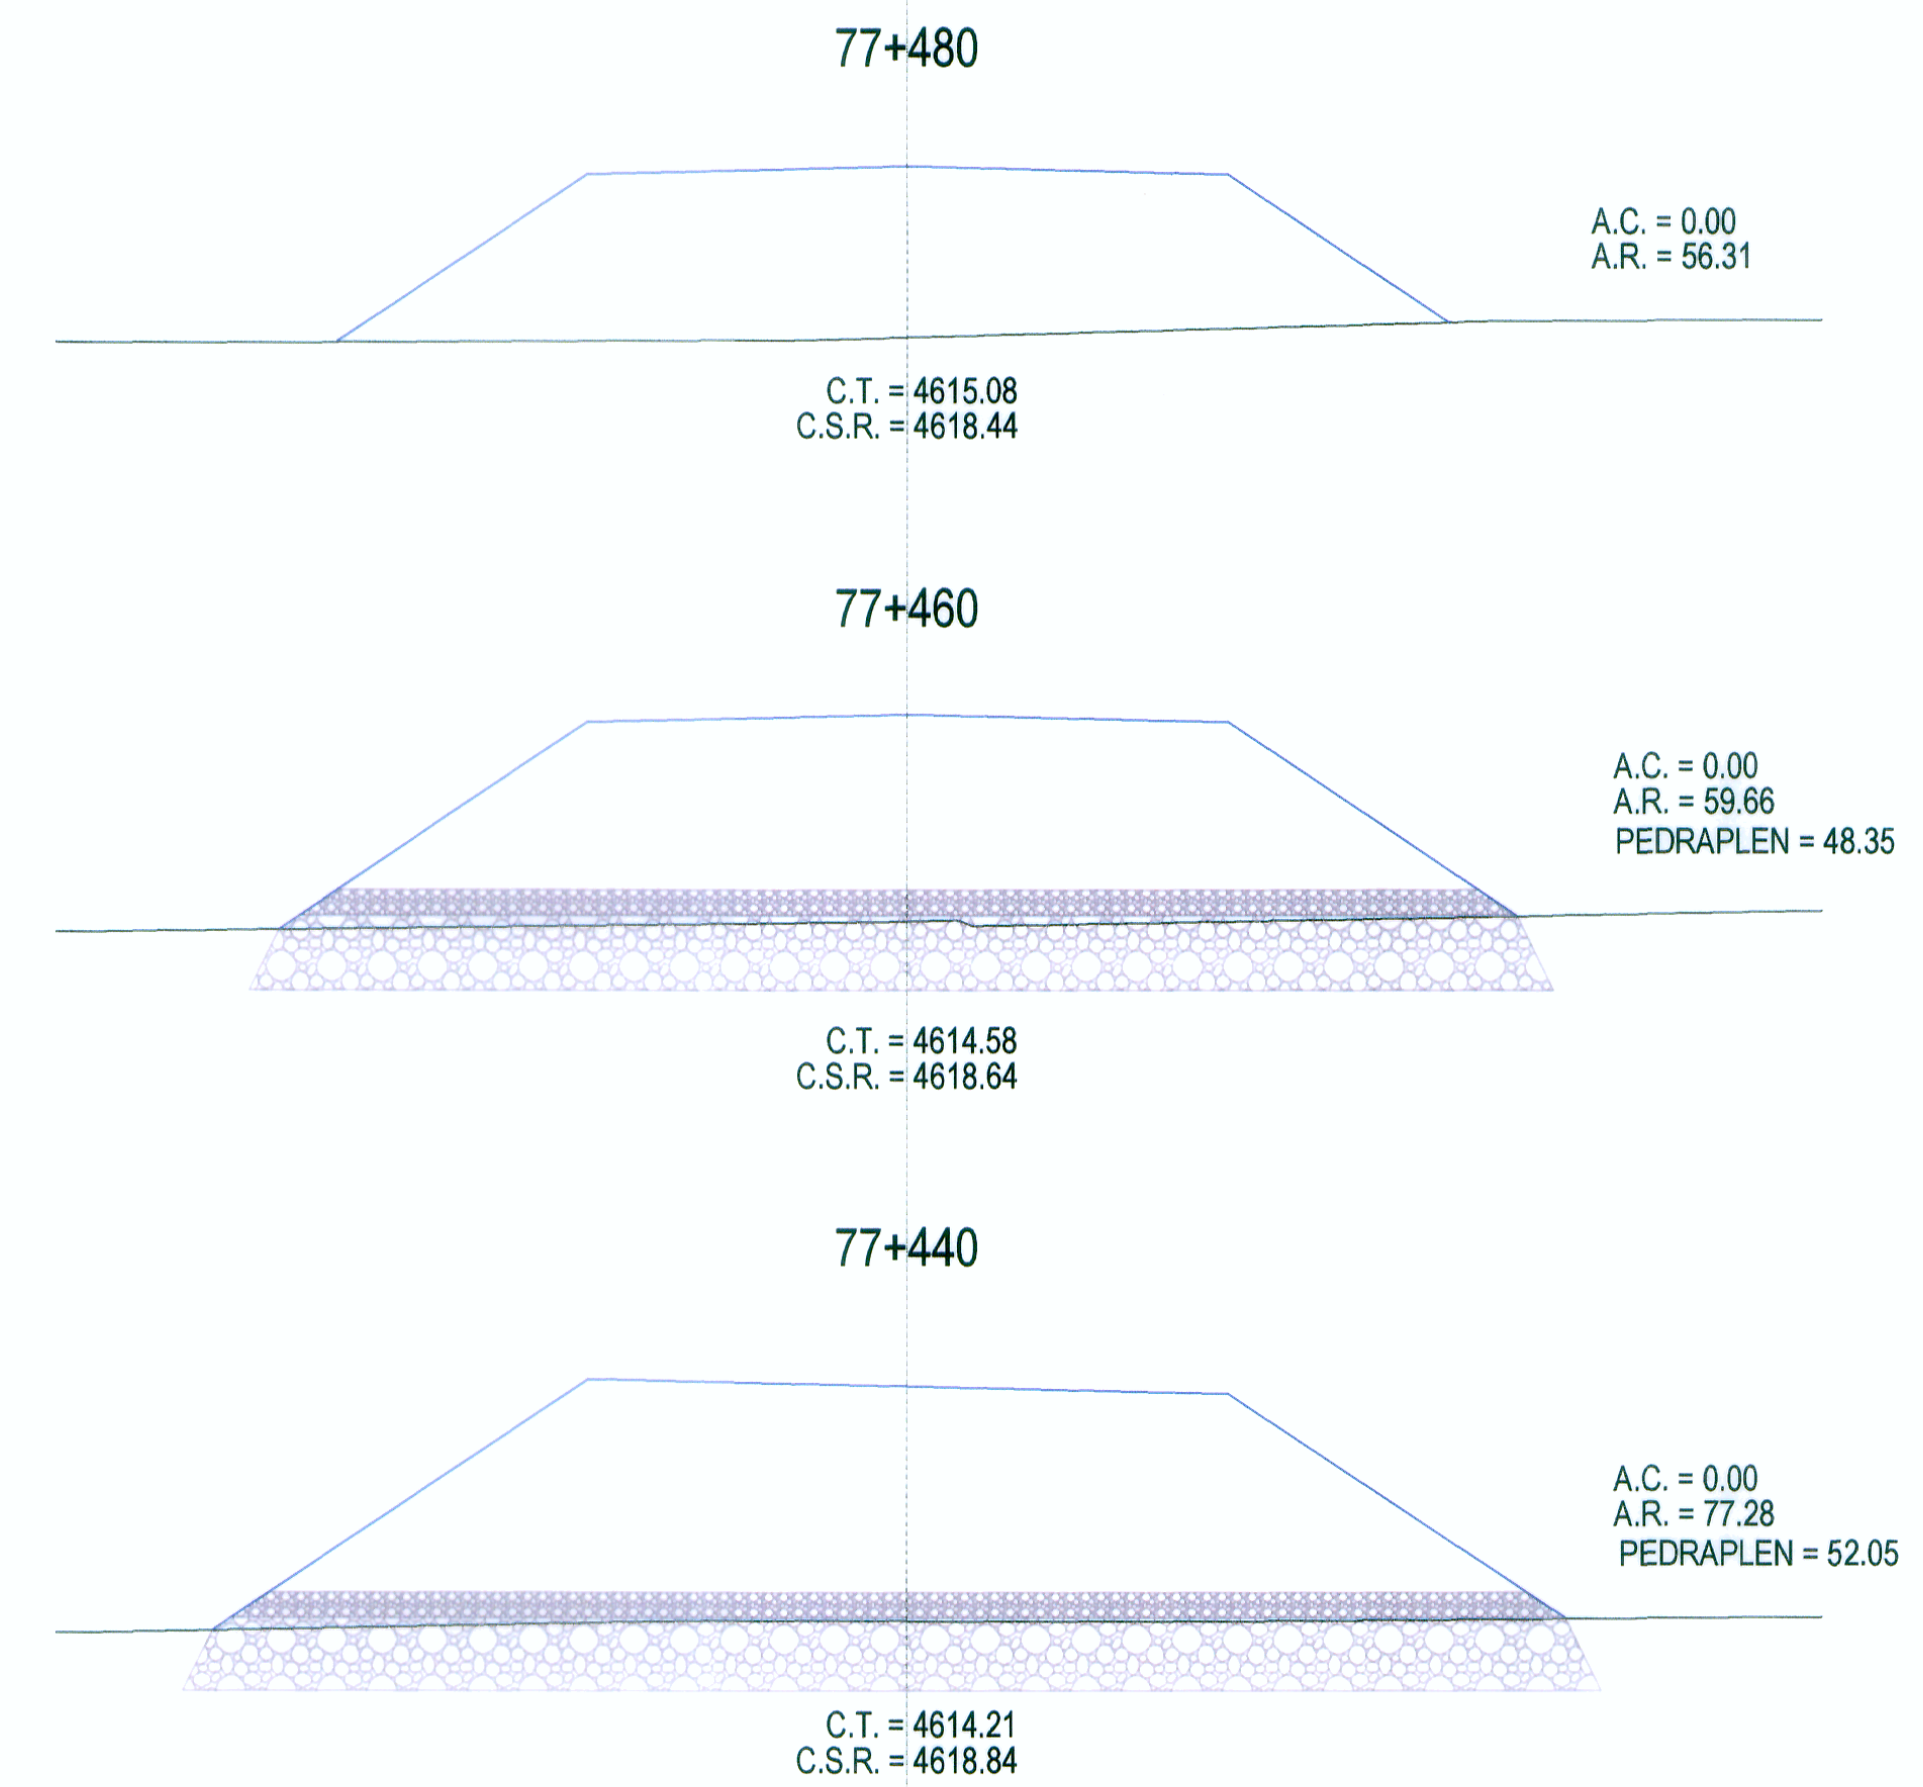 77+480
A.C. = 0.00
A.R. = 56.31
C.T. = 4615.08
C.S.R. = 4618.44
77+460
A.C. = 0.00
A.R. = 59.66
PEDRAPLEN = 48.35
C.T. = 4614.58
C.S.R. = 4618.64
77+440
A.C. = 0.00
A.R. = 77.28
PEDRAPLEN = 52.05
C.T. = 4614.21
C.S.R. = 4618.84